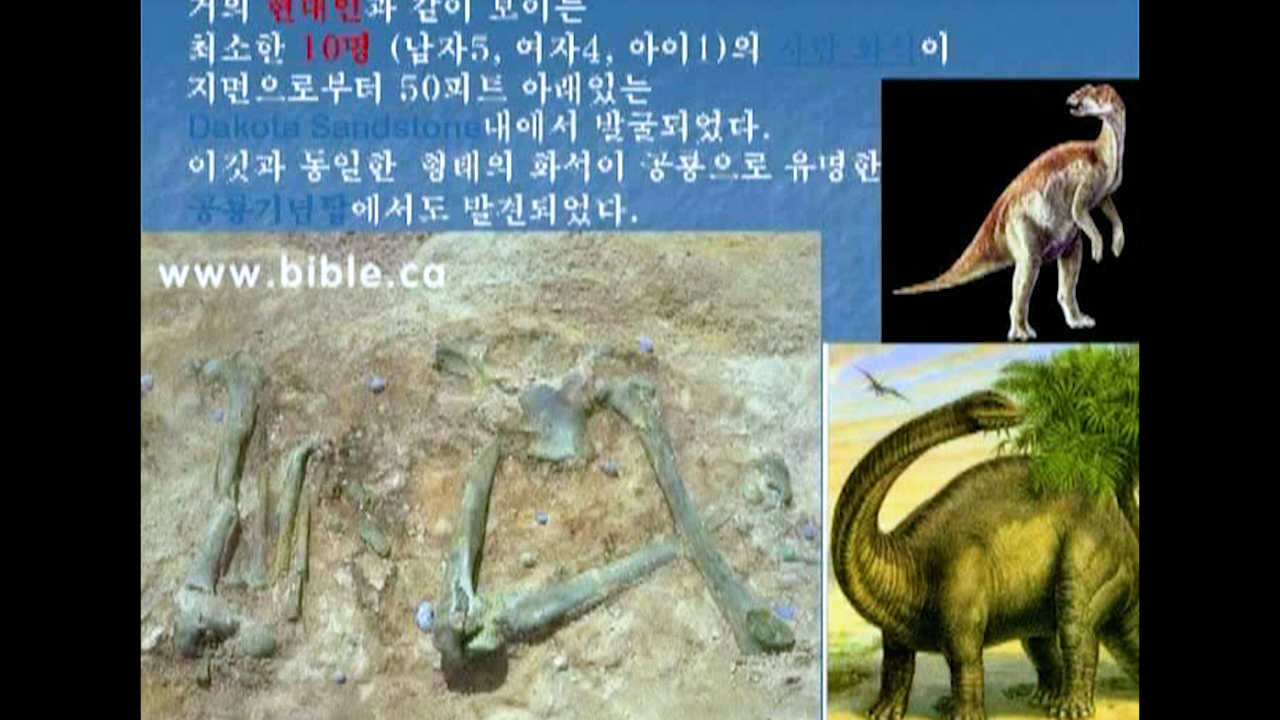 거의 현대인과 같이 보이는
최소한 10명 (남자5, 여자4, 아이1)의 사람 화석이
지면으로부터 50피트 아래있는
Dakota Sandstone내에서 발굴되었다.
이것과 동일한 형태의 화석이 공룡으로 유명한
공룡기념탑에서도 발견되었다.
www.bible.ca